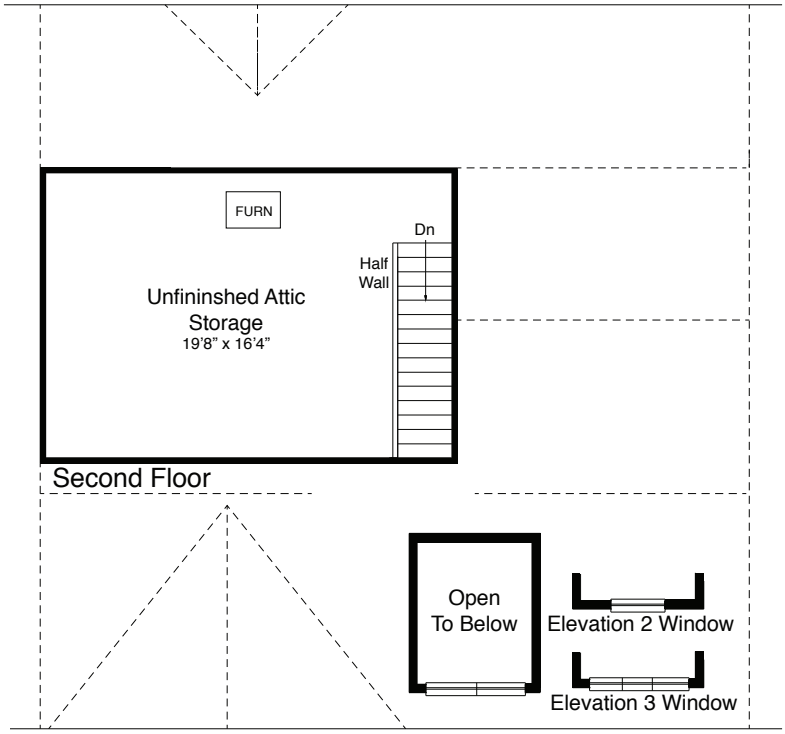 FURN
Dn
Half
Wall
Unfininshed Attic
Storage
19’8” x 16’4”
Second Floor
Open
To Below
Elevation 2 Window
Elevation 3 Window